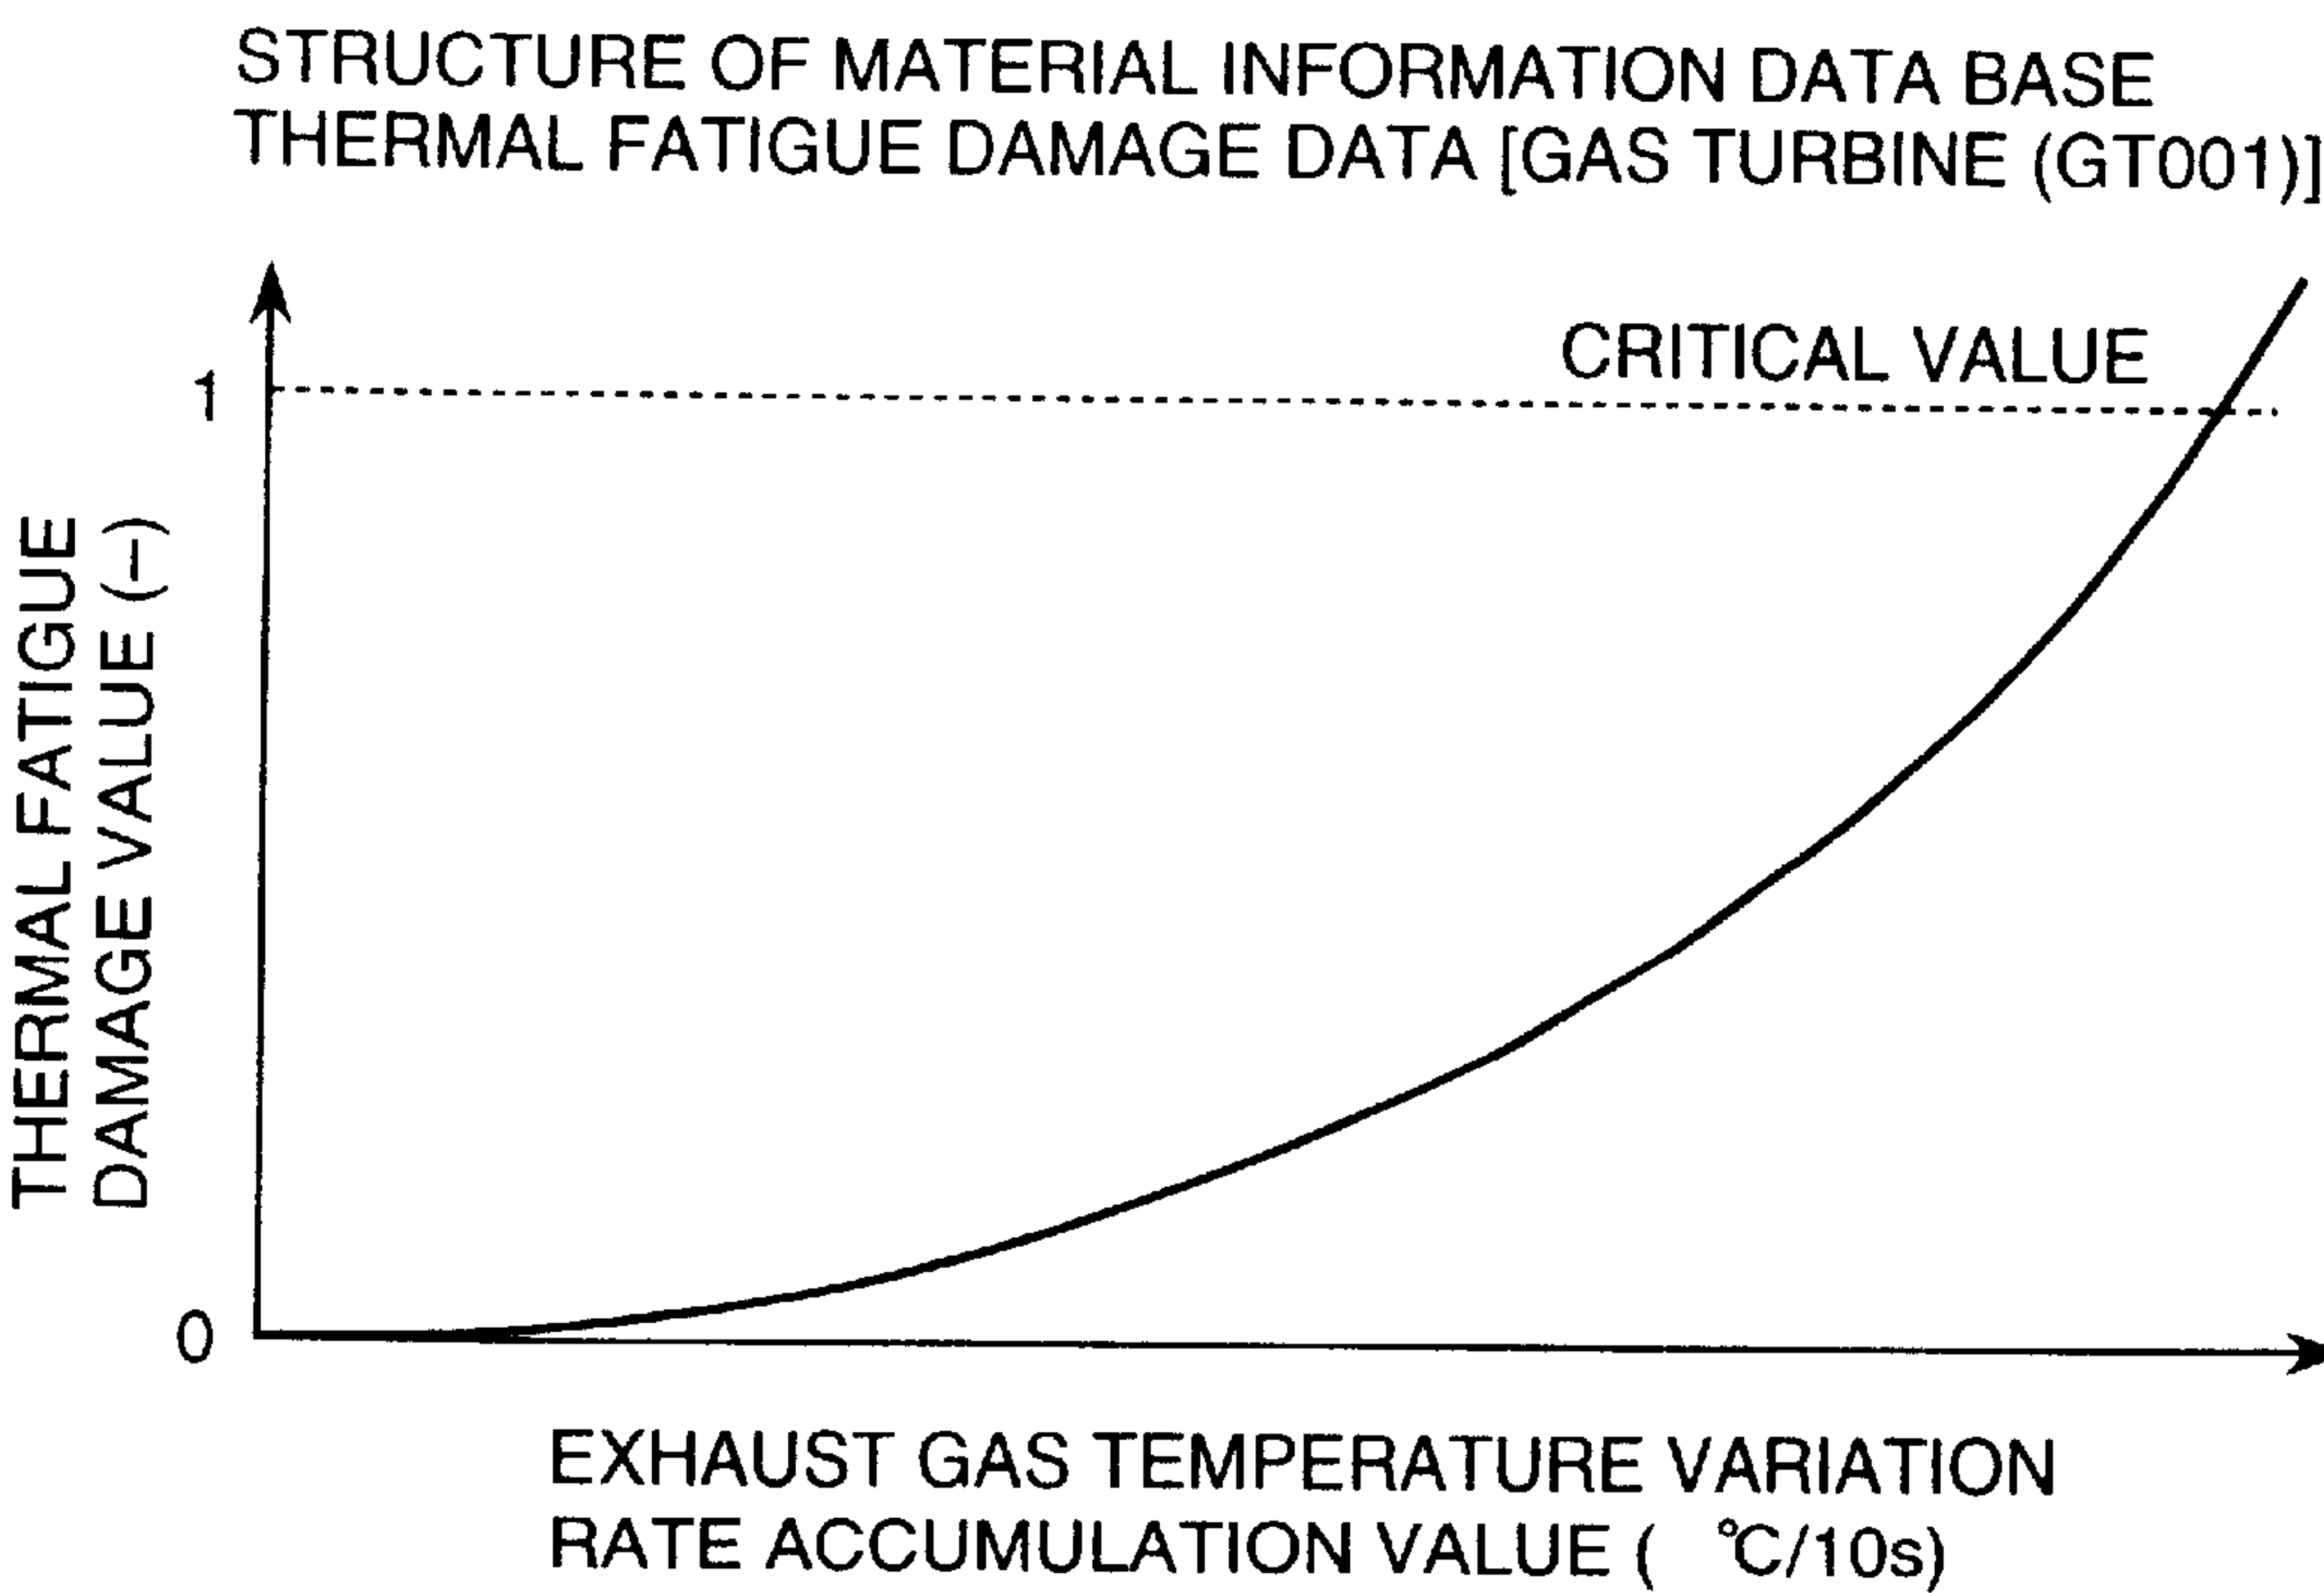 STRUCTURE OF MATERIAL INFORMATION DATA BASE
THERMAL FATIGUE DAMAGE DATA [GAS TURBINE (GT001)]
CRITICAL VALUE
1
THERMAL FATIGUE
DAMAGE VALUE (–)
0
EXHAUST GAS TEMPERATURE VARIATION
RATE ACCUMULATION VALUE ( °C/10s)